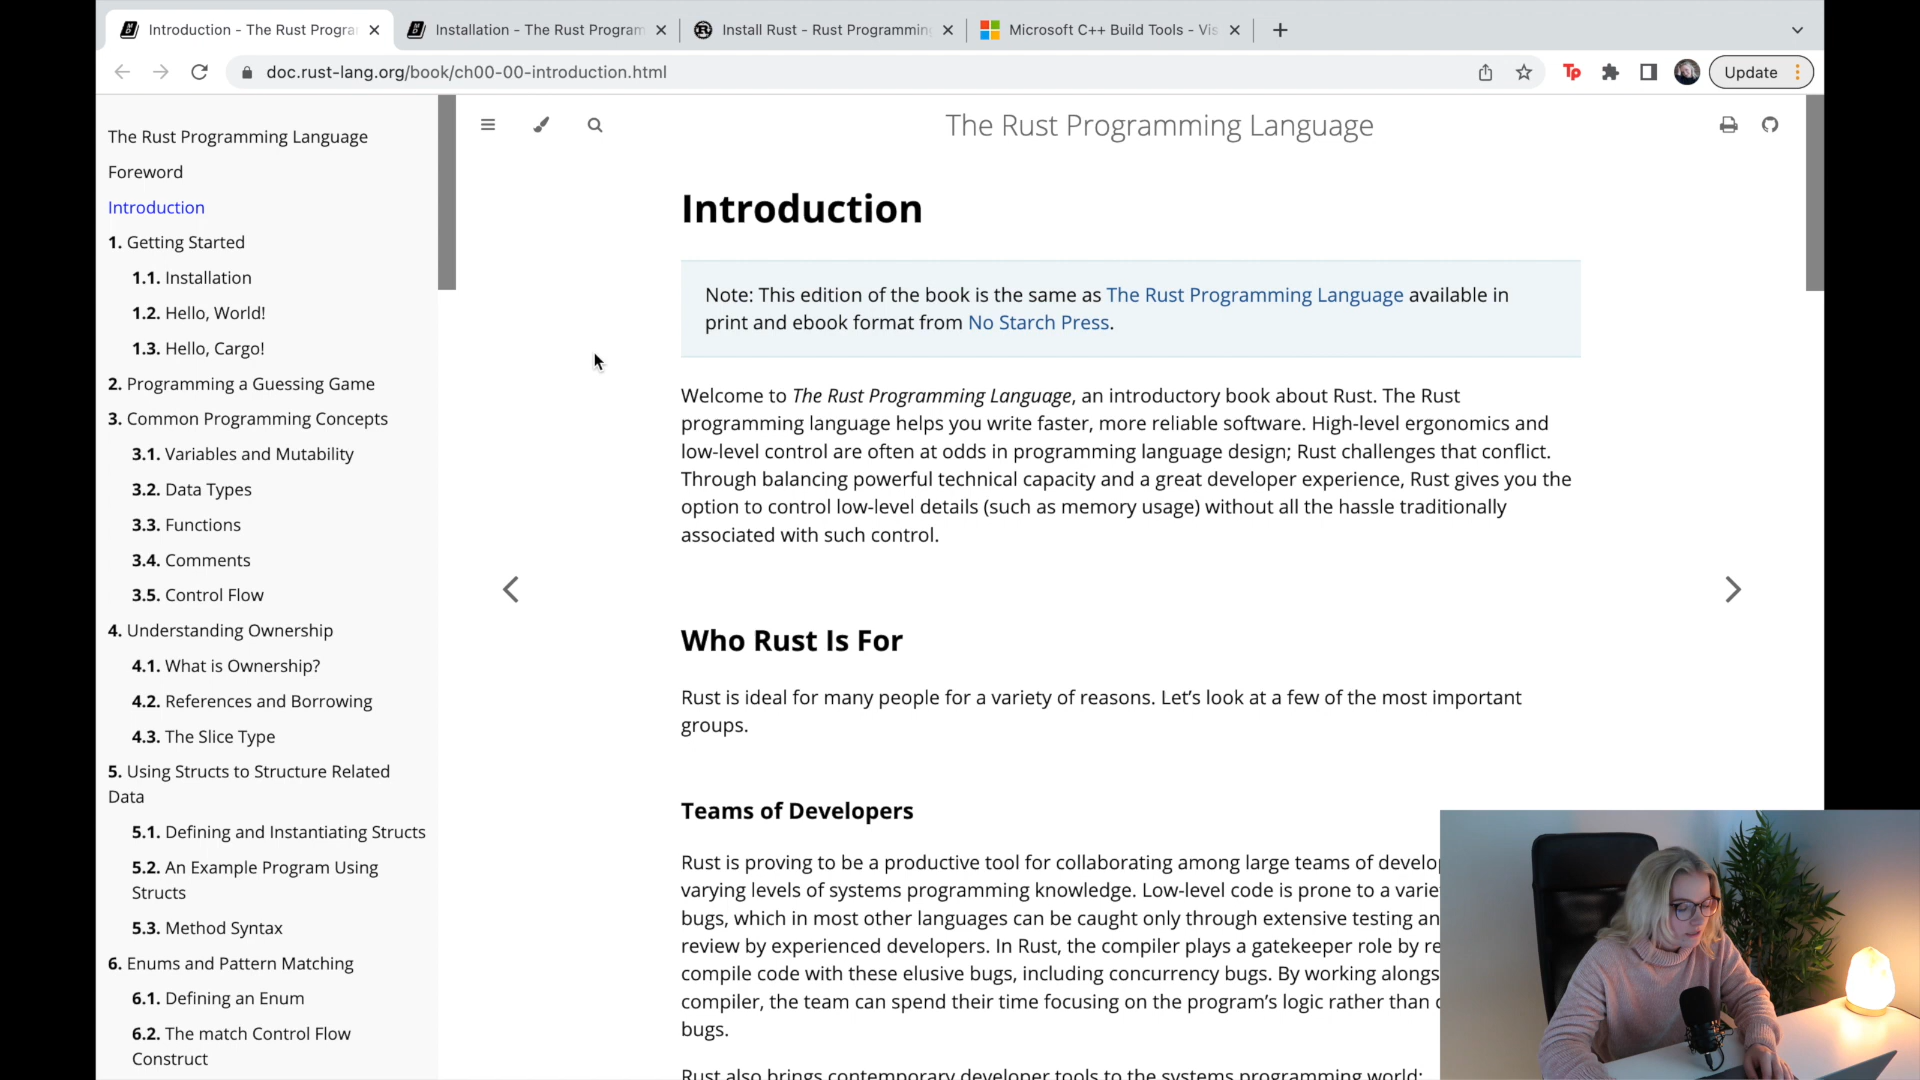 Introduction - The Rust Progra
Installation - The Rust Program
Install Rust - Rust Programming
Microsoft C++ Build Tools - Vis
doc.rust-lang.org/book/ch00-00-introduction.html
Tp
Update
The Rust Programming Language
Foreword
Introduction
1. Getting Started
1.1. Installation
1.2. Hello, World!
1.3. Hello, Cargo!
2. Programming a Guessing Game
3. Common Programming Concepts
3.1. Variables and Mutability
3.2. Data Types
3.3. Functions
3.4. Comments
3.5. Control Flow
4. Understanding Ownership
4.1. What is Ownership?
4.2. References and Borrowing
4.3. The Slice Type
5. Using Structs to Structure Related
Data
5.1. Defining and Instantiating Structs
5.2. An Example Program Using
Structs
5.3. Method Syntax
6. Enums and Pattern Matching
6.1. Defining an Enum
6.2. The match Control Flow
Construct
The Rust Programming Language
Introduction
Note: This edition of the book is the same as The Rust Programming Language available in
print and ebook format from No Starch Press.
Welcome to The Rust Programming Language, an introductory book about Rust. The Rust
programming language helps you write faster, more reliable software. High-level ergonomics and
low-level control are often at odds in programming language design; Rust challenges that conflict.
Through balancing powerful technical capacity and a great developer experience, Rust gives you the
option to control low-level details (such as memory usage) without all the hassle traditionally
associated with such control.
Who Rust Is For
Rust is ideal for many people for a variety of reasons. Let’s look at a few of the most important
groups.
Teams of Developers
Rust is proving to be a productive tool for collaborating among large teams of develo
varying levels of systems programming knowledge. Low-level code is prone to a varie
bugs, which in most other languages can be caught only through extensive testing an
review by experienced developers. In Rust, the compiler plays a gatekeeper role by re
compile code with these elusive bugs, including concurrency bugs. By working alongs
compiler, the team can spend their time focusing on the program’s logic rather than
bugs.
Rust also brings contemporary developer tools to the systems programming world: